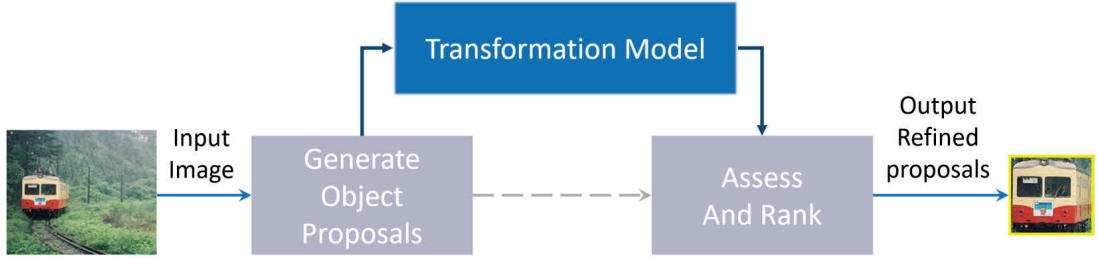 Transformation Model
Input
Image
Generate
Object
Proposals
Assess
And Rank
Output
Refined
proposals